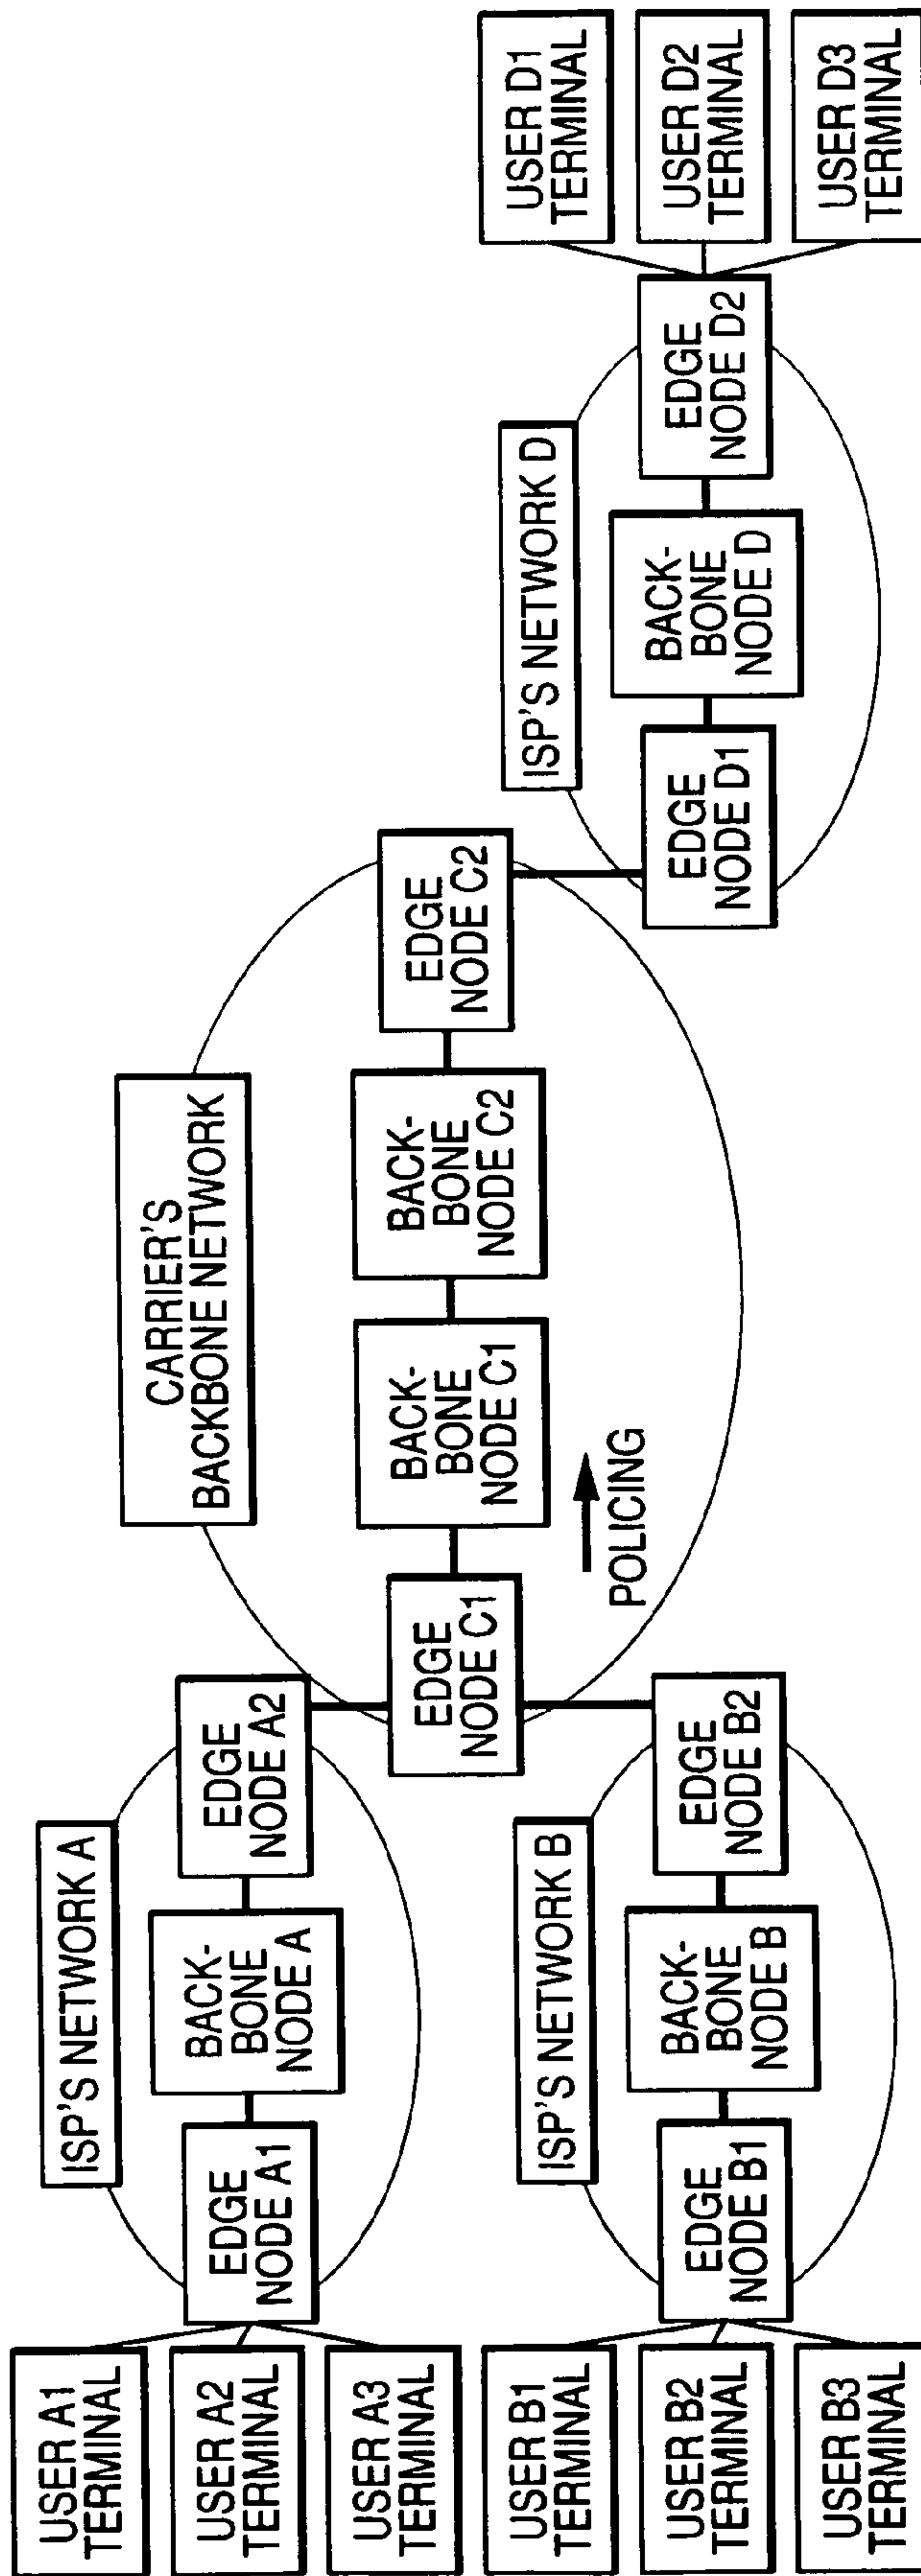 USER A1
TERMINAL
USER A2
TERMINAL
USER A3
TERMINAL
ISP'S NETWORK A
EDGE
NODE A1
BACK-
BONE
NODE A
EDGE
NODE A2
USER B1
TERMINAL
USER B2
TERMINAL
USER B3
TERMINAL
ISP'S NETWORK B
EDGE
NODE B1
BACK-
BONE
NODE B
EDGE
NODE B2
CARRIER'S
BACKBONE NETWORK
EDGE
NODE C1
BACK-
BONE
NODE C1
BACK-
BONE
NODE C2
EDGE
NODE C2
POLICING
ISP'S NETWORK D
EDGE
NODE D1
BACK-
BONE
NODE D
EDGE
NODE D2
USER D1
TERMINAL
USER D2
TERMINAL
USER D3
TERMINAL